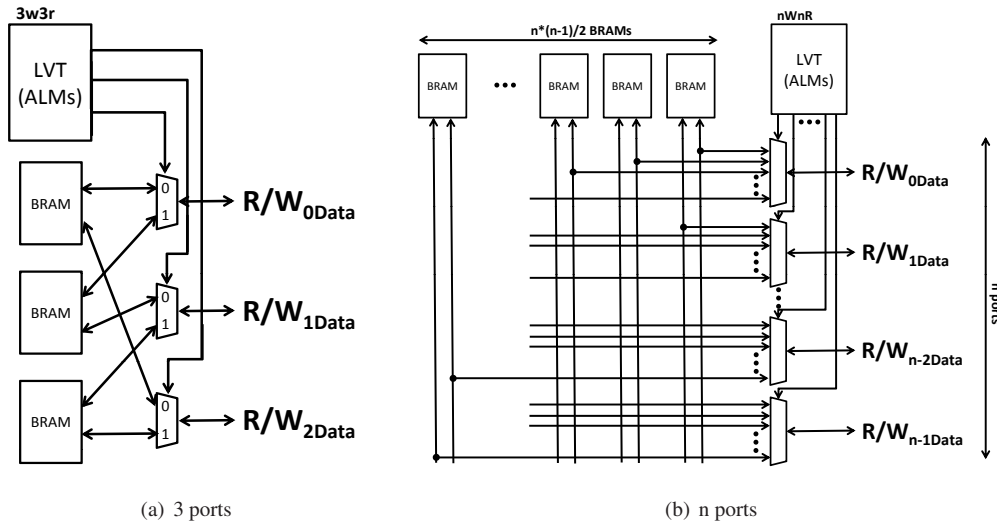 3w3r
LVT
(ALMs)
BRAM
BRAM
BRAM
0
1
0
1
0
1
R/W0Data
R/W1Data
R/W2Data
(a) 3 ports
n*(n-1)/2 BRAMs
nWnR
BRAM
•••
BRAM
BRAM
BRAM
LVT
(ALMs)
R/W0Data
R/W1Data
R/Wn-2Data
R/Wn-1Data
n ports
(b) n ports